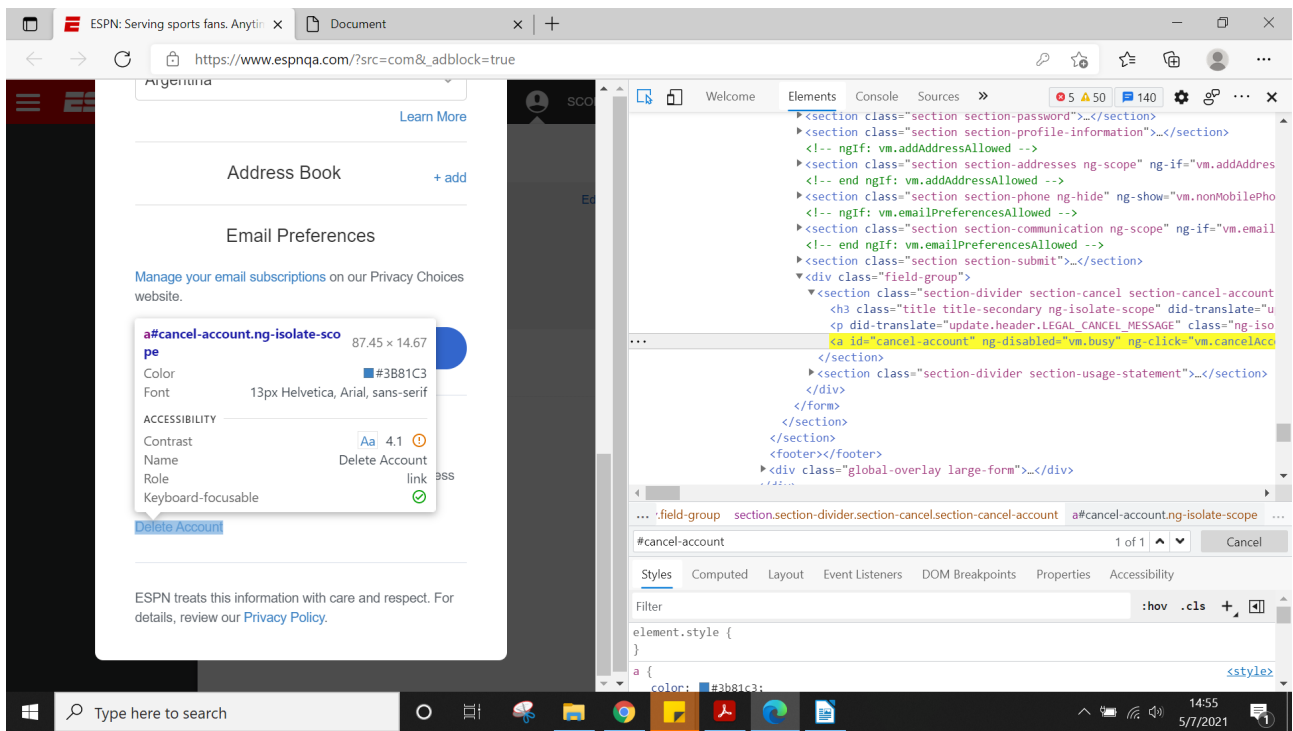 ESPN: Serving sports fans. Anytin
Document
https://www.espnqa.com/?src=com&_adblock=true
Argentina
Learn More
Address Book
+ add
Email Preferences
Manage your email subscriptions on our Privacy Choices
website.
a#cancel-account.ng-isolate-sco
pe
87.45 × 14.67
Color
#3B81C3
Font
13px Helvetica, Arial, sans-serif
ACCESSIBILITY
Contrast
Aa 4.1
Name
Delete Account
Role
link
Keyboard-focusable
ess
Delete Account
ESPN treats this information with care and respect. For
details, review our Privacy Policy.
ES
SCO
Ed
Welcome Elements Console Sources »
5 50 140
<section class="section section-password">…</section>
<section class="section section-profile-information">…</section>
<!-- ngIf: vm.addAddressAllowed -->
<section class="section section-addresses ng-scope" ng-if="vm.addAddres
<!-- end ngIf: vm.addAddressAllowed -->
<section class="section section-phone ng-hide" ng-show="vm.nonMobilePho
<!-- ngIf: vm.emailPreferencesAllowed -->
<section class="section section-communication ng-scope" ng-if="vm.email
<!-- end ngIf: vm.emailPreferencesAllowed -->
<section class="section section-submit">…</section>
<div class="field-group">
<section class="section-divider section-cancel section-cancel-account
<h3 class="title title-secondary ng-isolate-scope" did-translate="u
<p did-translate="update.header.LEGAL_CANCEL_MESSAGE" class="ng-iso
<a id="cancel-account" ng-disabled="vm.busy" ng-click="vm.cancelAcc
</section>
<section class="section-divider section-usage-statement">…</section>
</div>
</form>
</section>
</section>
<footer></footer>
<div class="global-overlay large-form">…</div>
… .field-group section.section-divider.section-cancel.section-cancel-account a#cancel-account.ng-isolate-scope …
#cancel-account
1 of 1
Cancel
Styles Computed Layout Event Listeners DOM Breakpoints Properties Accessibility
Filter
:hov .cls +
element.style {
}
a {
<style>
color: #3b81c3;
Type here to search
14:55
5/7/2021
1